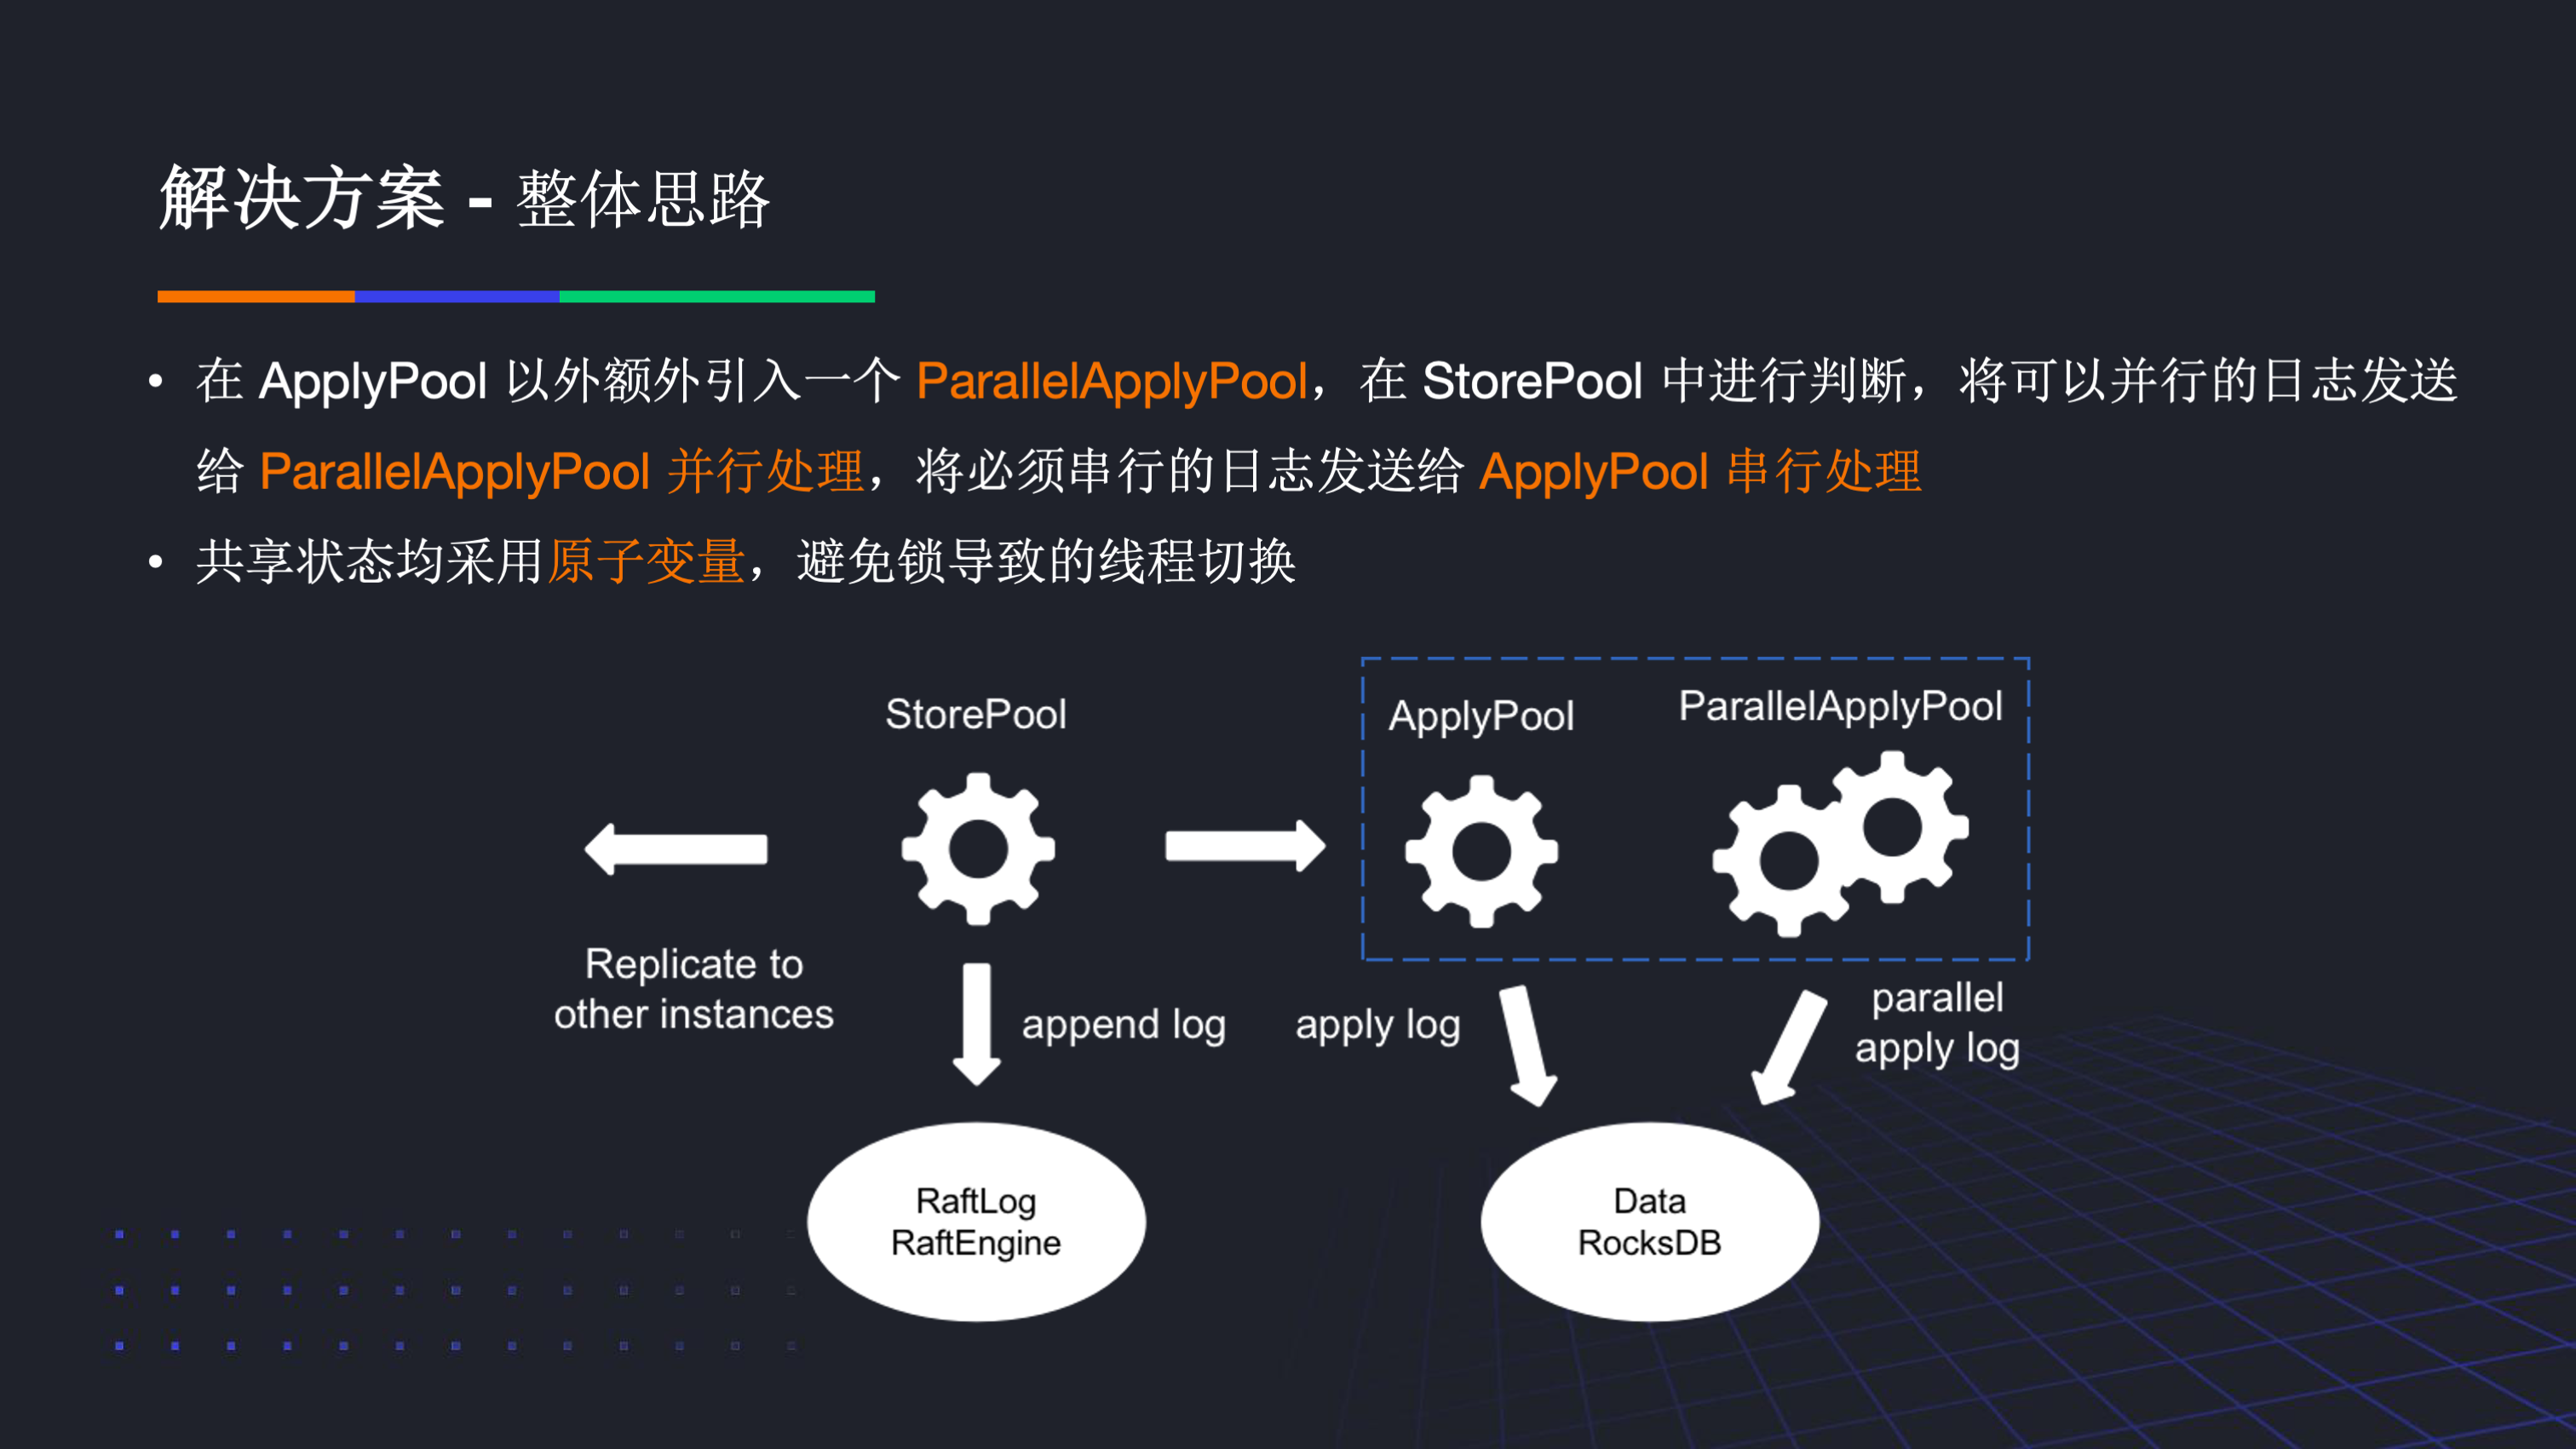 解决方案 - 整体思路
• 在 ApplyPool 以外额外引入一个 ParallelApplyPool，在 StorePool 中进行判断，将可以并行的日志发送
给 ParallelApplyPool 并行处理，将必须串行的日志发送给 ApplyPool 串行处理
• 共享状态均采用原子变量，避免锁导致的线程切换
StorePool
ApplyPool
ParallelApplyPool
Replicate to
other instances
append log
apply log
parallel
apply log
RaftLog
RaftEngine
Data
RocksDB